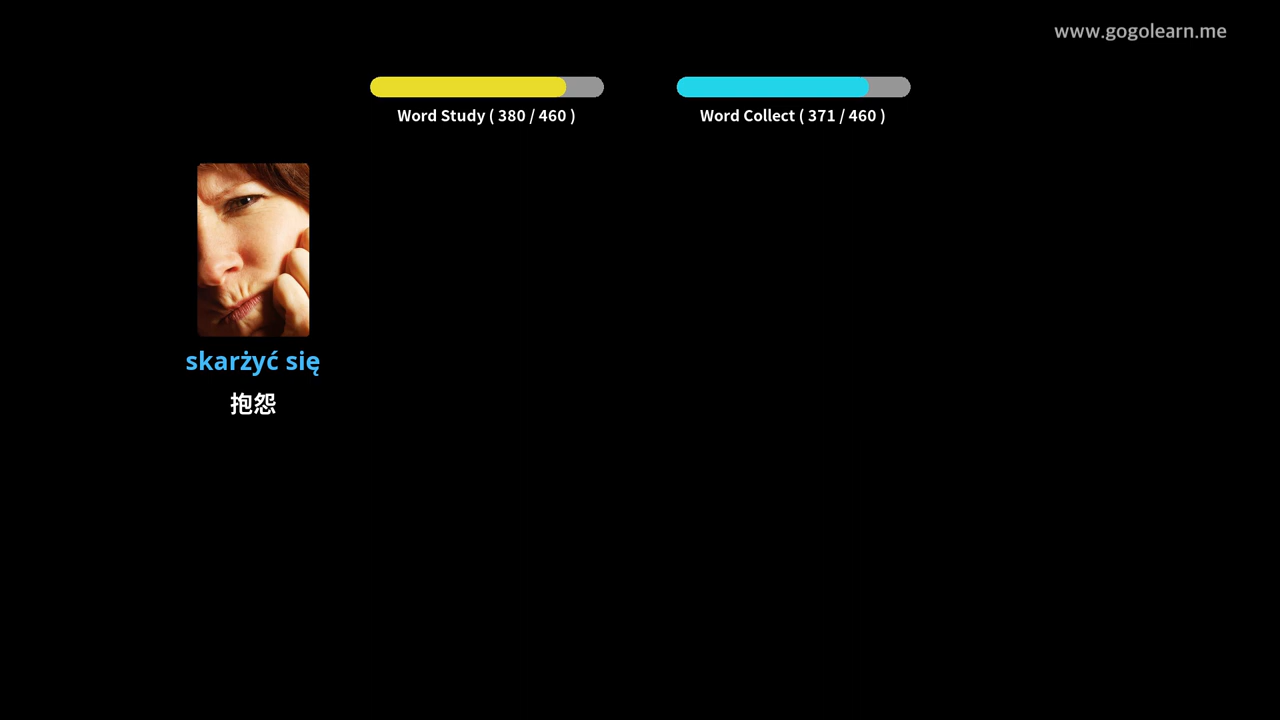 www.gogolearn.me
Word Study ( 380 / 460 )
Word Collect ( 371 / 460 )
skarżyć się
抱怨